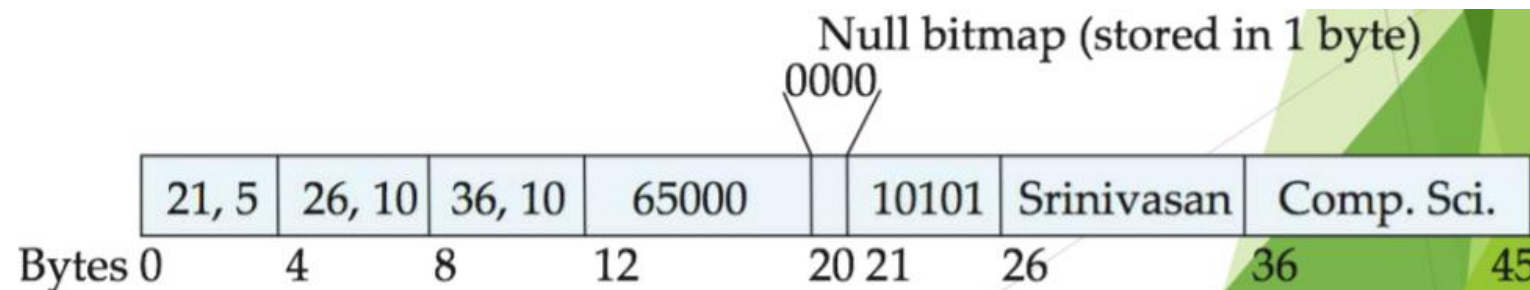 Null bitmap (stored in 1 byte)
0000
21, 5 26, 10 36, 10 65000 10101 Srinivasan Comp. Sci.
Bytes 0 4 8 12 20 21 26 36 45